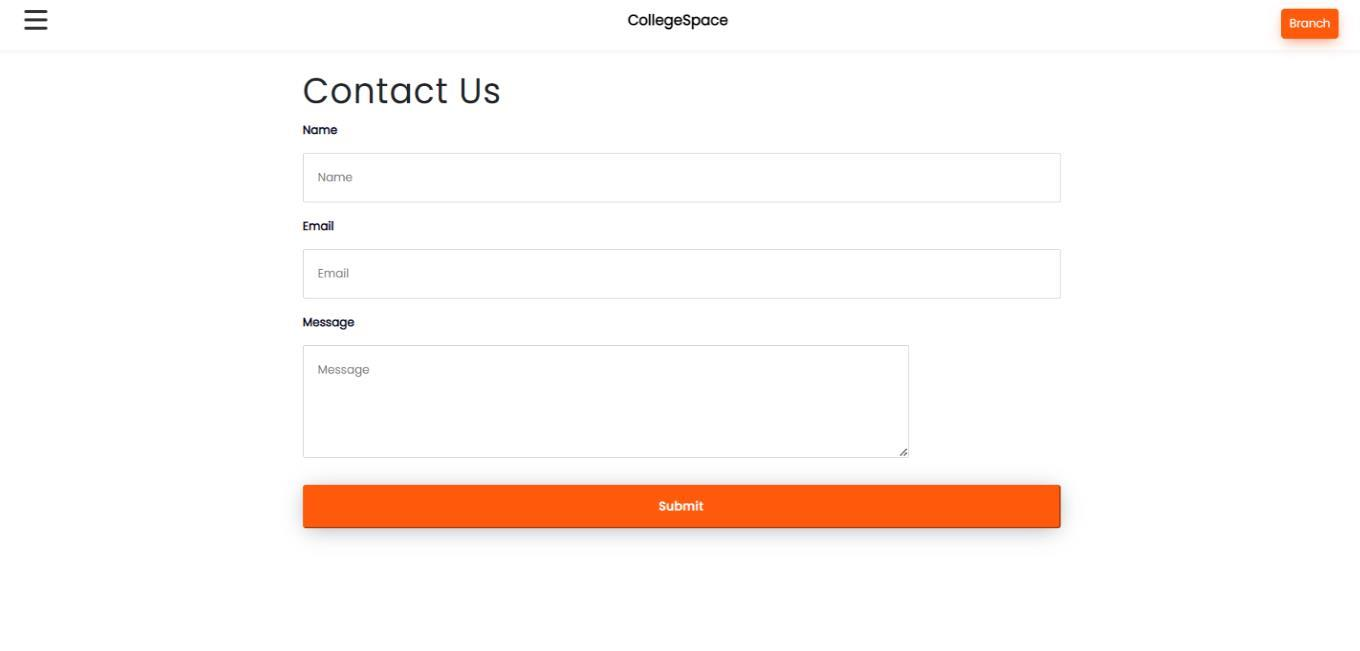 CollegeSpace
Branch
Contact Us
Name
Name
Email
Email
Message
Message
Submit